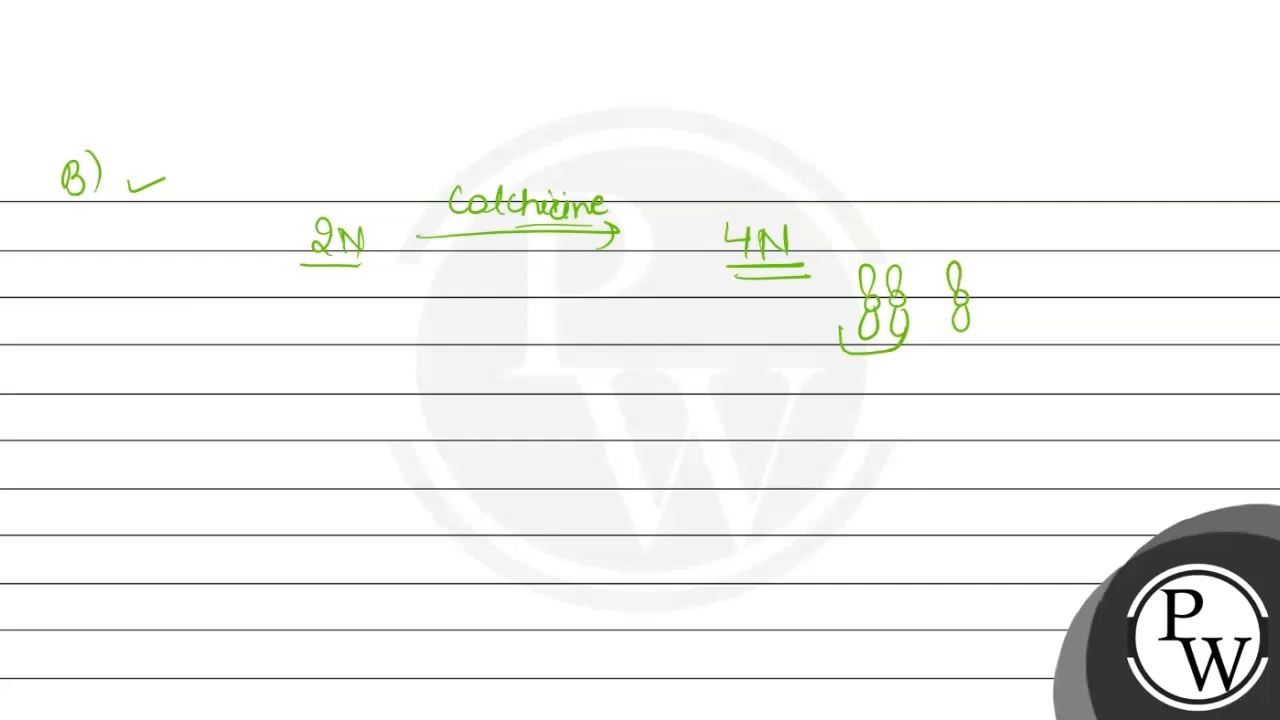 B) ✓
Colchicine
2N → 4N
P
W
P
W